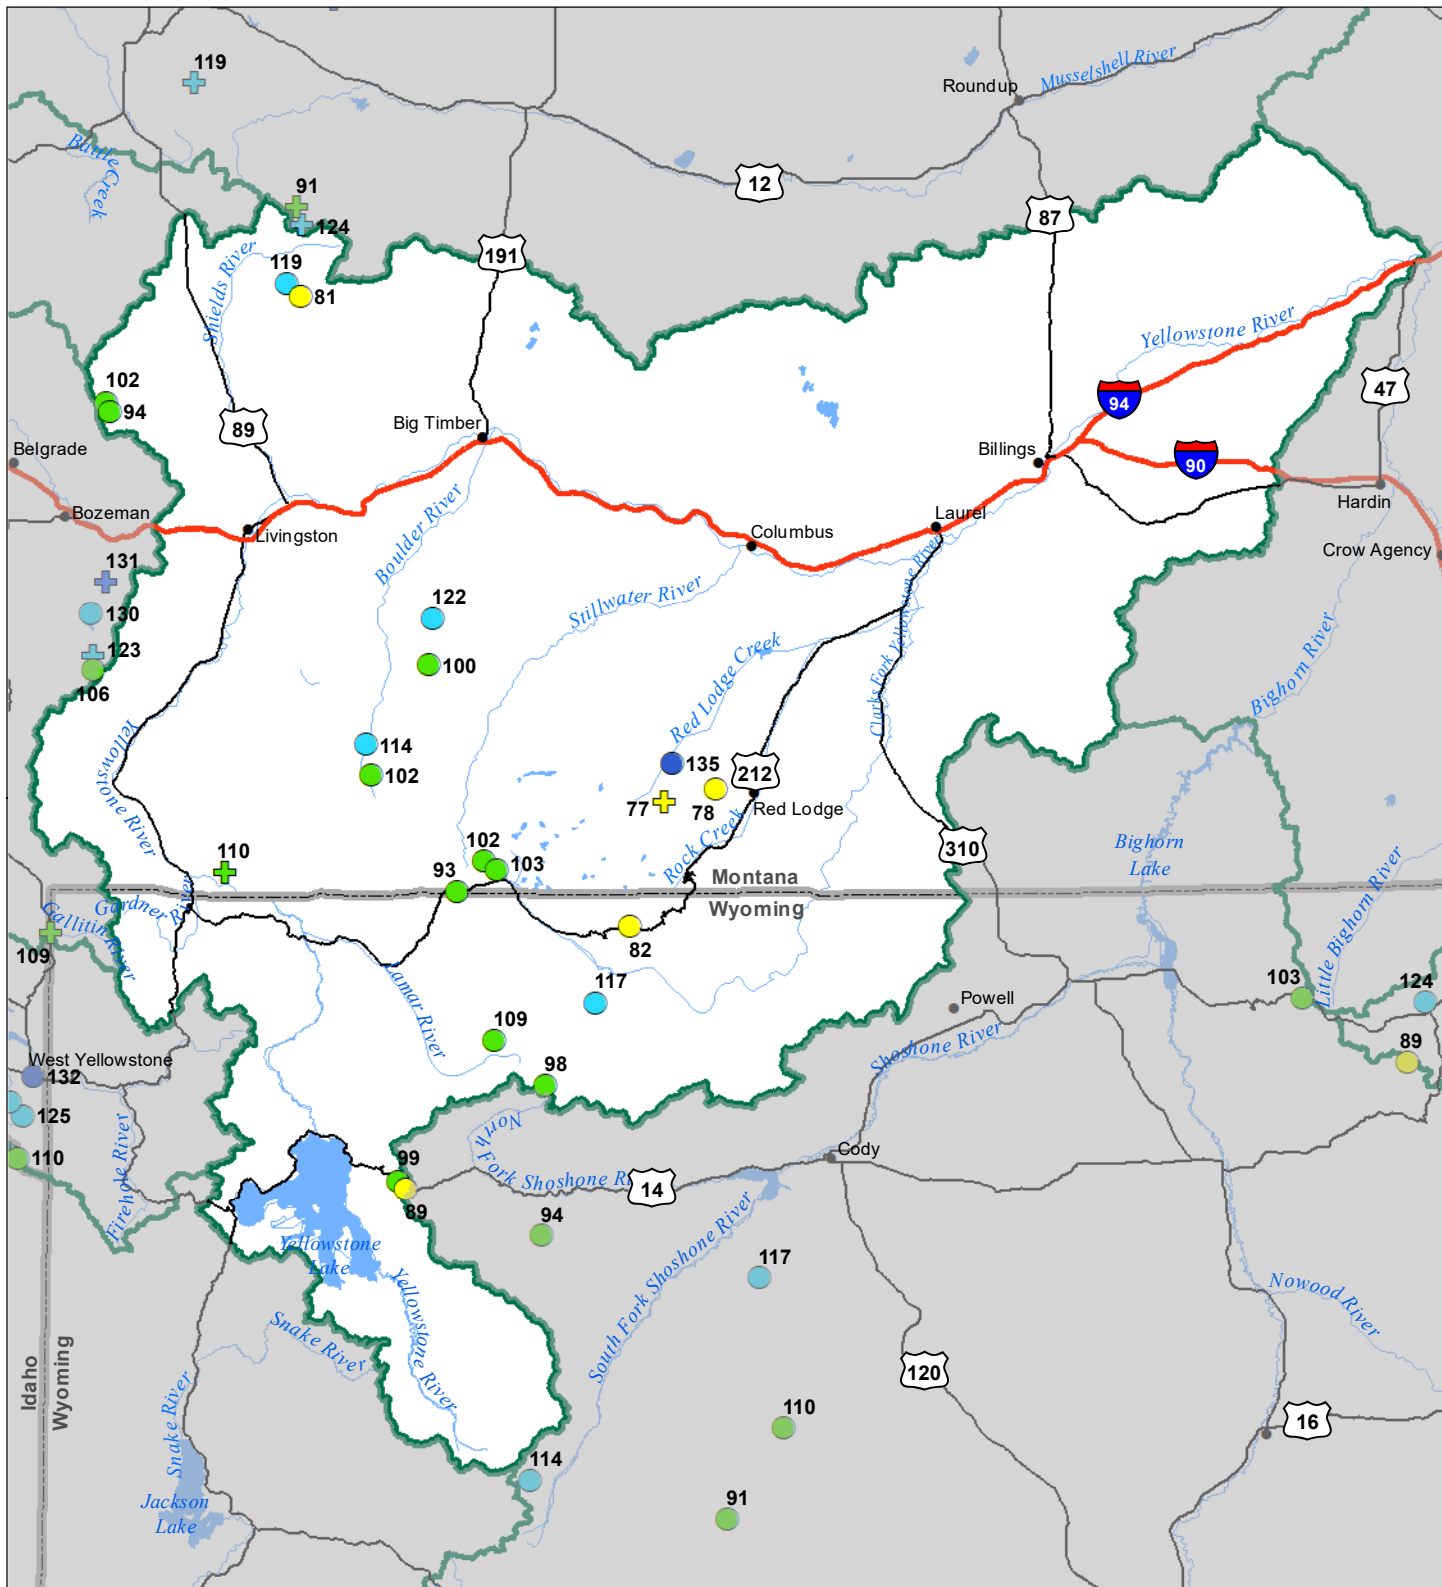 119
Roundup
Musselshell River
Battle Creek
12
91
124
87
191
Shields River
119
81
Yellowstone River
47
102
94
94
89
Big Timber
Belgrade
Billings
90
Hardin
Bozeman
Boulder River
Laurel
Livingston
Columbus
Crow Agency
131
130
122
Stillwater River
Clarks Fork Yellowstone River
123
106
100
Red Lodge Creek
Bighorn River
Yellowstone River
114
102
135
212
77
78
Red Lodge
Rock Creek
310
Bighorn
Lake
110
102
103
93
Montana
Wyoming
Gardner River
Gallitin River
109
82
Little Bighorn River
Lamar River
117
103
124
Powell
109
Shoshone River
89
West Yellowstone
132
98
125
North Fork Shoshone Ri
Firehole River
110
99
89
14
Cody
94
Yellowstone
Lake
117
South Fork Shoshone River
Nowood River
Yellowstone River
Snake River
Idaho
Wyoming
120
Snake River
110
16
114
Jackson
Lake
91